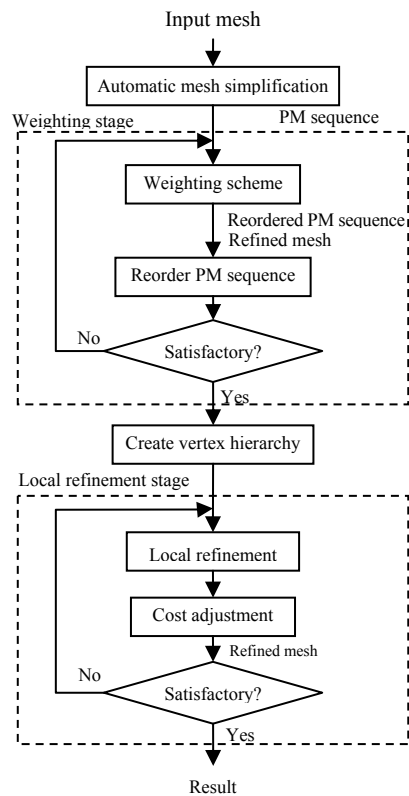 Input mesh
Automatic mesh simplification
PM sequence
Weighting stage
Weighting scheme
Reordered PM sequence
Refined mesh
Reorder PM sequence
No
Satisfactory?
Yes
Create vertex hierarchy
Local refinement stage
Local refinement
Cost adjustment
Refined mesh
No
Satisfactory?
Yes
Result